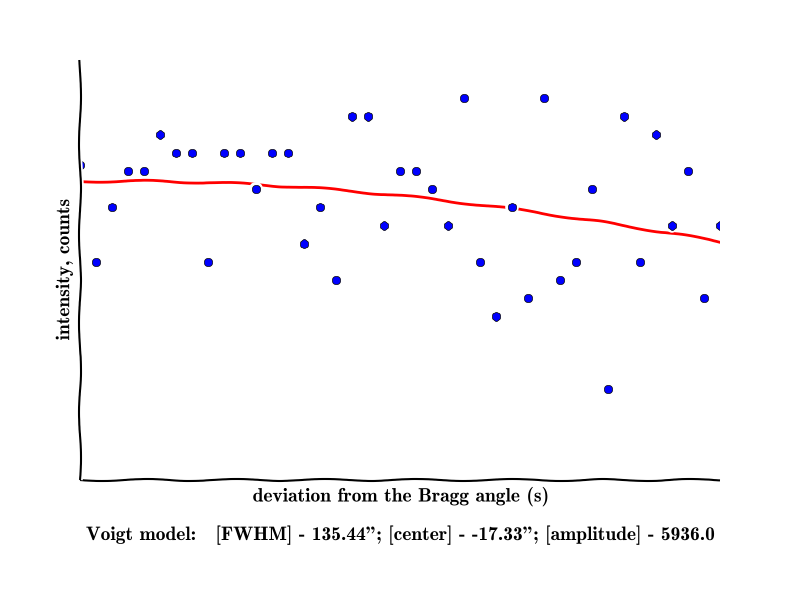 intensity, counts
deviation from the Bragg angle (s)
Voigt model: [FWHM] - 135.44”; [center] - -17.33”; [amplitude] - 5936.0